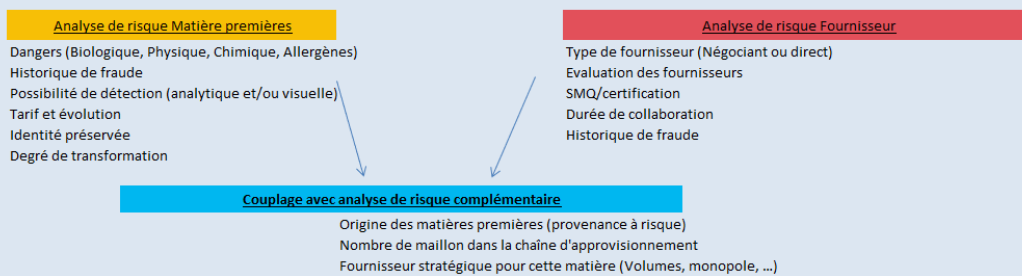 Analyse de risque Matière premières
Dangers (Biologique, Physique, Chimique, Allergènes)
Historique de fraude
Possibilité de détection (analytique et/ou visuelle)
Tarif et évolution
Identité préservée
Degré de transformation
Analyse de risque Fournisseur
Type de fournisseur (Négociant ou direct)
Evaluation des fournisseurs
SMQ/certification
Durée de collaboration
Historique de fraude
Couplage avec analyse de risque complémentaire
Origine des matières premières (provenance à risque)
Nombre de maillon dans la chaîne d'approvisionnement
Fournisseur stratégique pour cette matière (Volumes, monopole, ...)